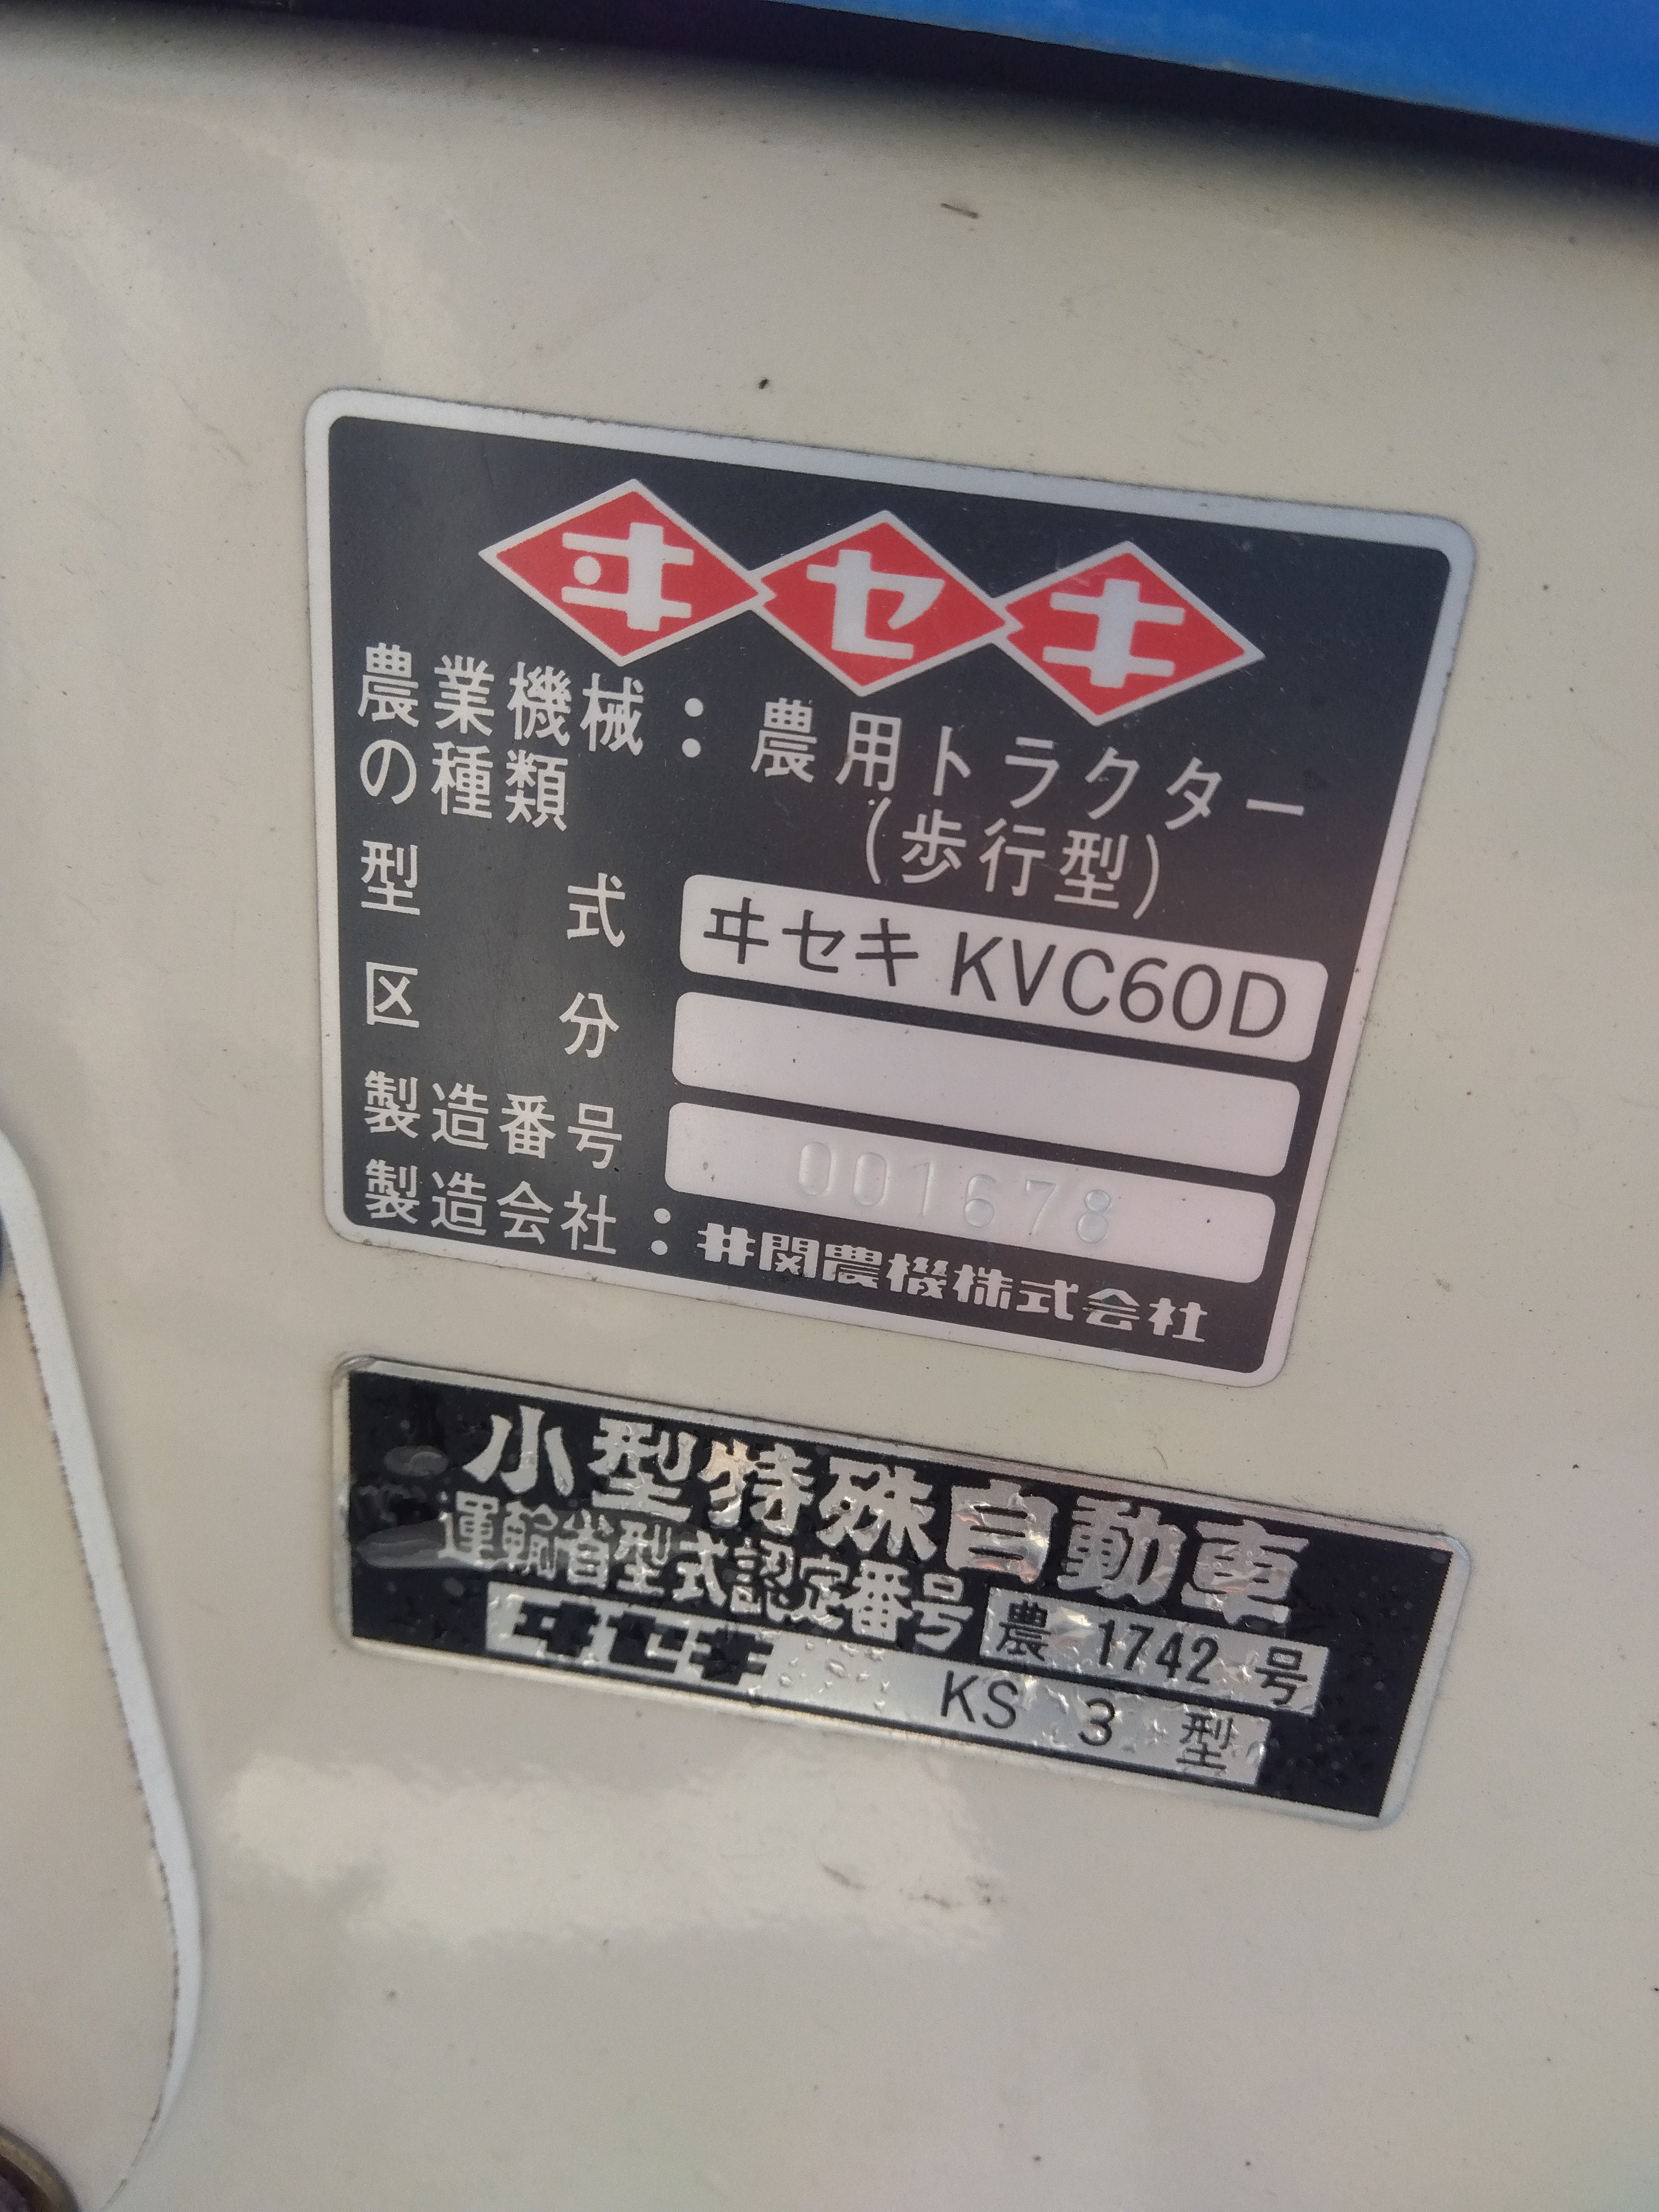 ヰセキ
農業機械の種類：農用トラクター
(歩行型)
型式 ヰセキ KVC60D
区分
製造番号 001678
製造会社：井関農機株式会社
小型特殊自動車
運輸省型式認定番号 農 1742 号
ヰセキ KS 3 型